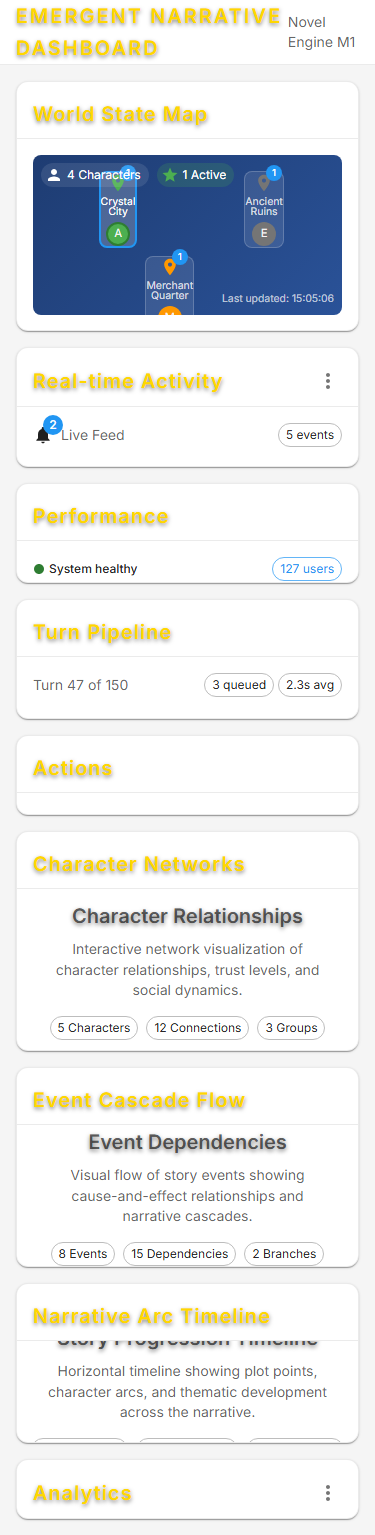 EMERGENT NARRATIVE
DASHBOARD
Novel
Engine M1
World State Map
4 Characters
1 Active
1
Crystal
City
A
1
Ancient
Ruins
E
1
Merchant
Quarter
Last updated: 15:05:06
Real-time Activity
2
Live Feed
5 events
Performance
System healthy
127 users
Turn Pipeline
Turn 47 of 150
3 queued
2.3s avg
Actions
Character Networks
Character Relationships
Interactive network visualization of
character relationships, trust levels, and
social dynamics.
5 Characters
12 Connections
3 Groups
Event Cascade Flow
Event Dependencies
Visual flow of story events showing
cause-and-effect relationships and
narrative cascades.
8 Events
15 Dependencies
2 Branches
Narrative Arc Timeline
Story Progression Timeline
Horizontal timeline showing plot points,
character arcs, and thematic development
across the narrative.
Analytics